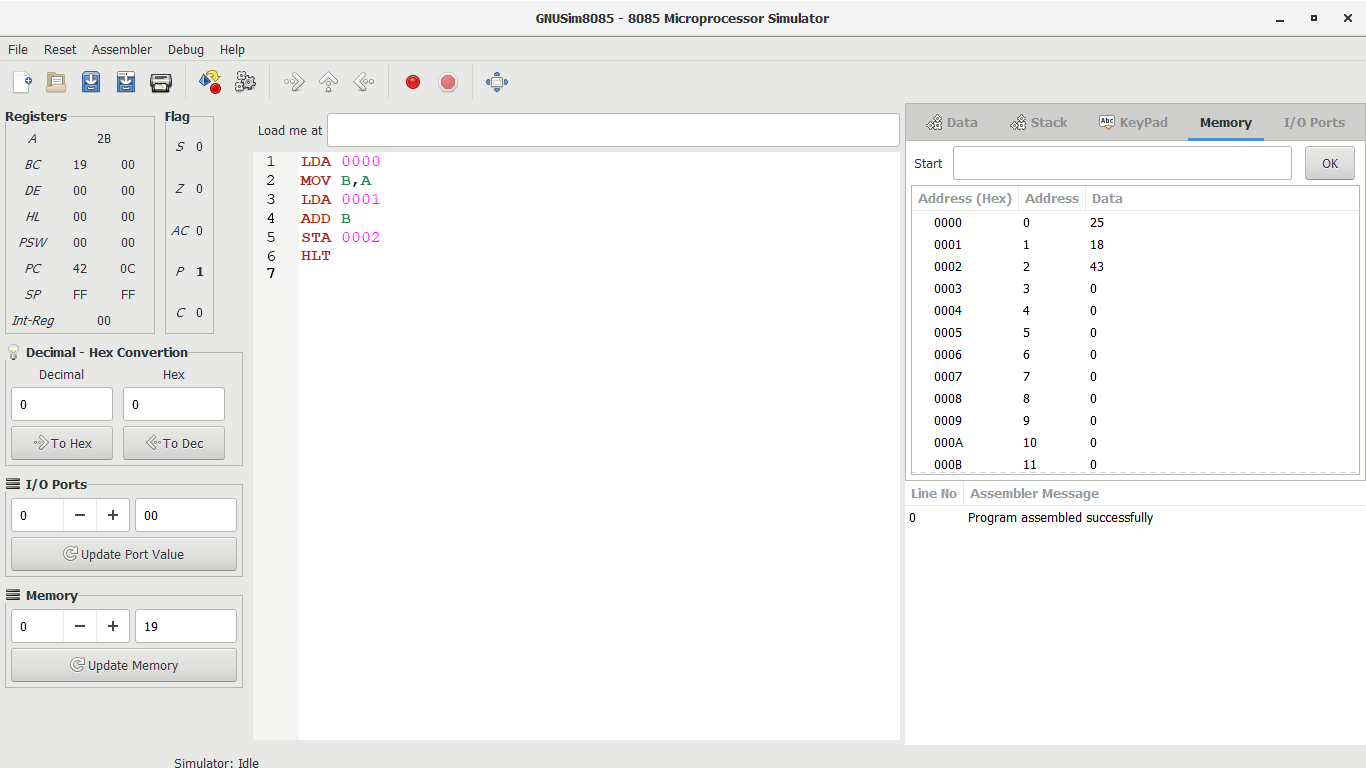 GNUSim8085 - 8085 Microprocessor Simulator
File Reset Assembler Debug Help
Registers
A 2B
BC 19 00
DE 00 00
HL 00 00
PSW 00 00
PC 42 0C
SP FF FF
Int-Reg 00
Flag
S 0
Z 0
AC 0
P 1
C 0
Decimal - Hex Convertion
Decimal Hex
0 0
To Hex To Dec
I/O Ports
0 00
Update Port Value
Memory
0 19
Update Memory
Load me at
1 LDA 0000
2 MOV B,A
3 LDA 0001
4 ADD B
5 STA 0002
6 HLT
7
Data Stack Abc KeyPad Memory I/O Ports
Start OK
Address (Hex) Address Data
0000 0 25
0001 1 18
0002 2 43
0003 3 0
0004 4 0
0005 5 0
0006 6 0
0007 7 0
0008 8 0
0009 9 0
000A 10 0
000B 11 0
Line No Assembler Message
0 Program assembled successfully
Simulator: Idle